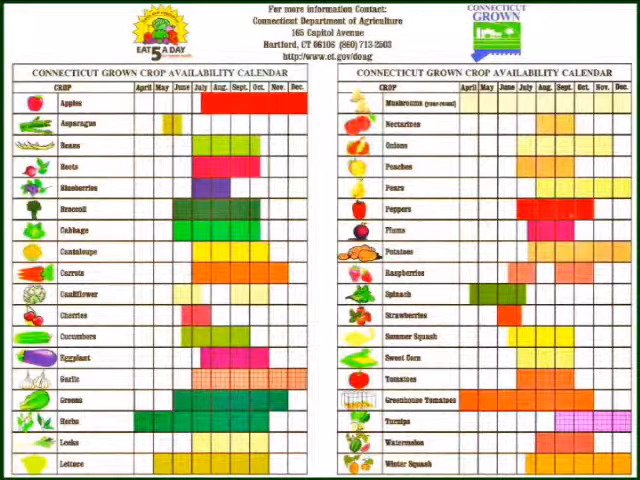 For more information Contact:
Connecticut Department of Agriculture
165 Capitol Avenue
Hartford, CT 06106 (860) 713-2503
http://www.ct.gov/doag
EAT 5 A DAY
CONNECTICUT
GROWN
CONNECTICUT GROWN CROP AVAILABILITY CALENDAR
CROP April May June July Aug. Sept. Oct. Nov. Dec.
Apples
Asparagus
Beans
Beets
Blueberries
Broccoli
Cabbage
Cantaloupe
Carrots
Cauliflower
Cherries
Cucumbers
Eggplant
Garlic
Greens
Herbs
Leeks
Lettuce
CONNECTICUT GROWN CROP AVAILABILITY CALENDAR
CROP April May June July Aug. Sept. Oct. Nov. Dec.
Mushrooms (year-round)
Nectarines
Onions
Peaches
Pears
Peppers
Plums
Potatoes
Raspberries
Spinach
Strawberries
Summer Squash
Sweet Corn
Tomatoes
Greenhouse Tomatoes
Turnips
Watermelon
Winter Squash